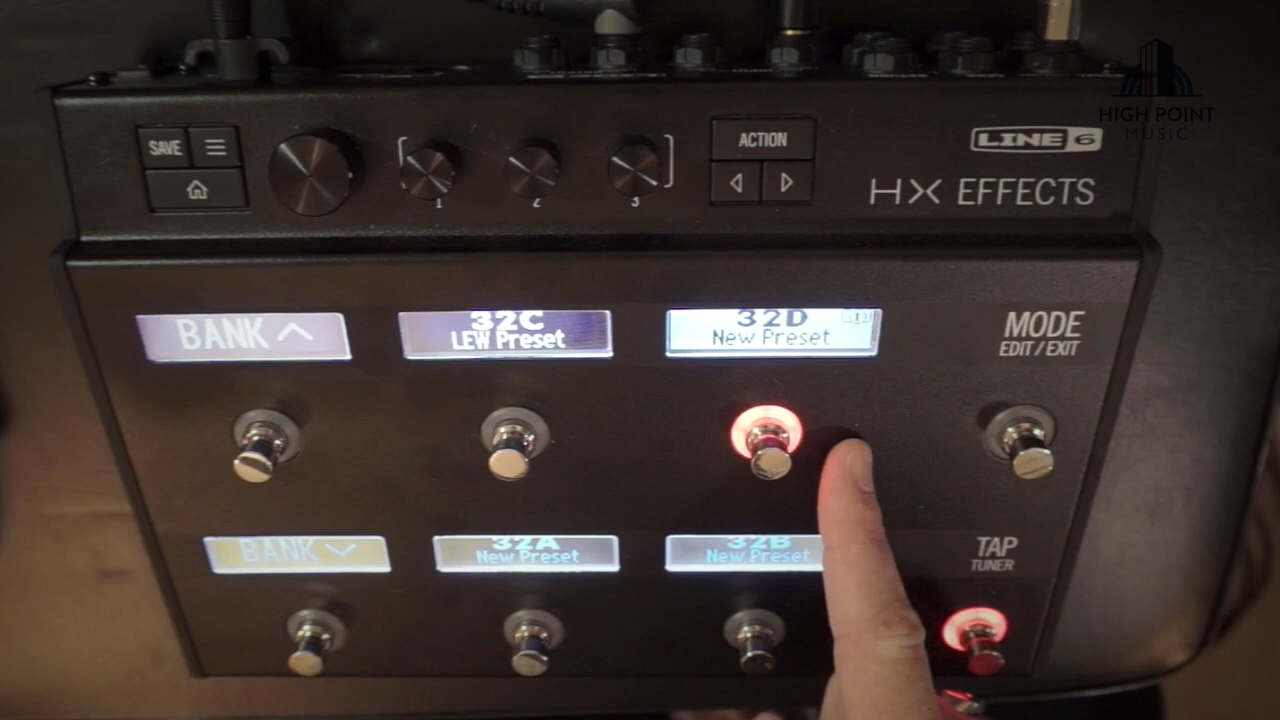 HIGH POINT
MUSIC
SAVE
ACTION
LINE 6
1
2
3
HX EFFECTS
BANK
32C
LEW Preset
32D
New Preset
MODE
EDIT / EXIT
BANK
32A
New Preset
32B
New Preset
TAP
TUNER